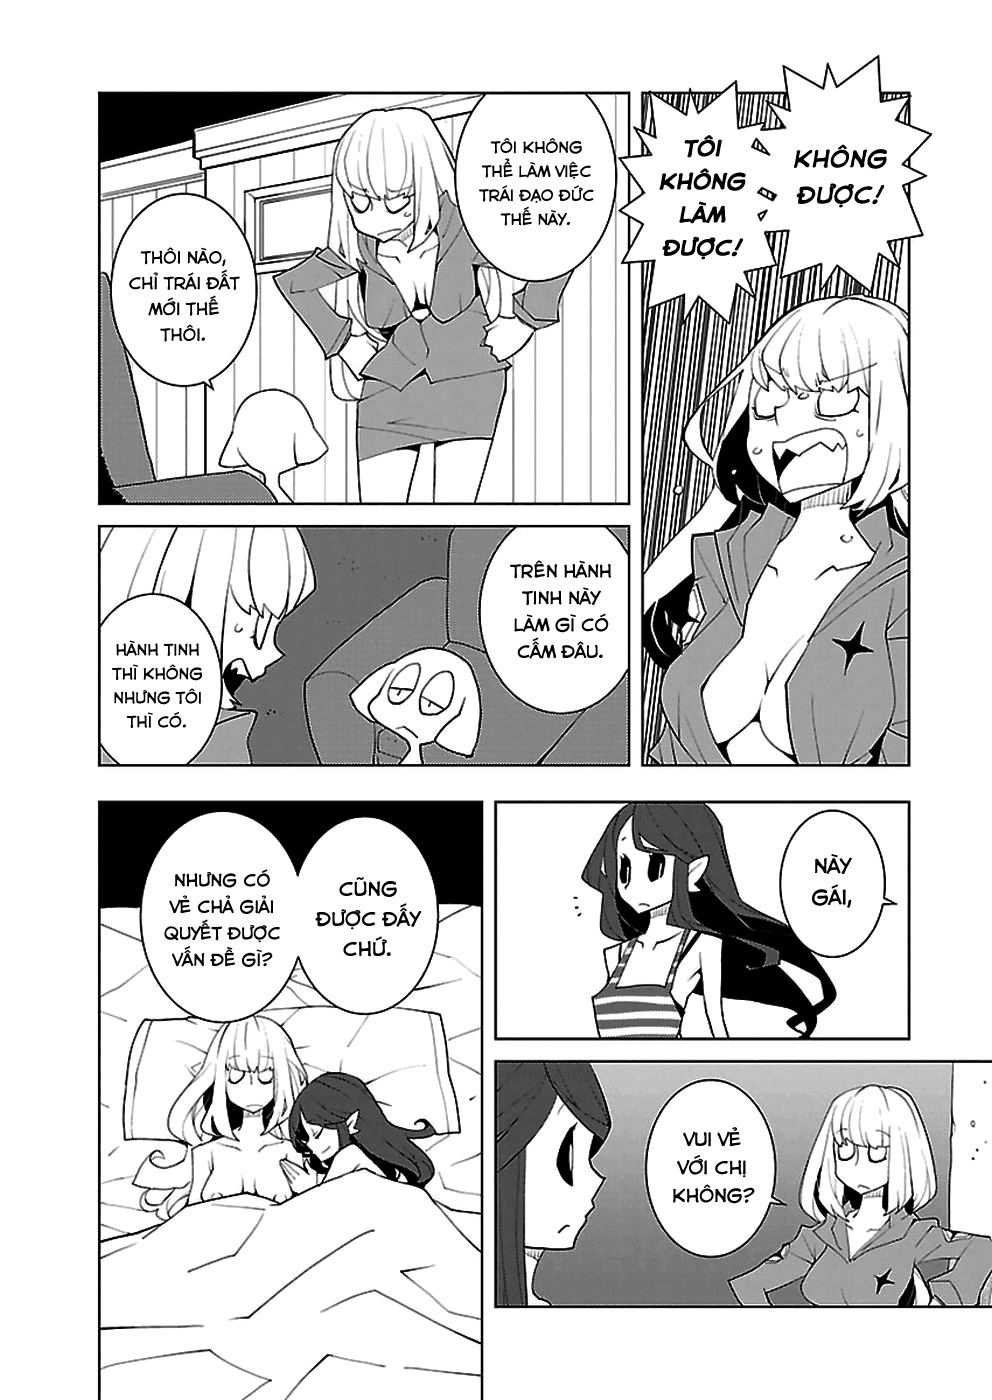 KHÔNG
ĐƯỢC!
TÔI
KHÔNG
LÀM
ĐƯỢC!
TÔI KHÔNG
THỂ LÀM VIỆC
TRÁI ĐẠO ĐỨC
THẾ NÀY.
THÔI NÀO,
CHỈ TRÁI ĐẤT
MỚI THẾ
THÔI.
TRÊN HÀNH
TINH NÀY
LÀM GÌ CÓ
CẤM ĐÂU.
HÀNH TINH
THÌ KHÔNG
NHƯNG TÔI
THÌ CÓ.
NÀY
GÁI,
VUI VẺ
VỚI CHỊ
KHÔNG?
CŨNG
ĐƯỢC ĐẤY
CHỨ.
NHƯNG CÓ
VẺ CHẢ GIẢI
QUYẾT ĐƯỢC
VẤN ĐỀ GÌ?